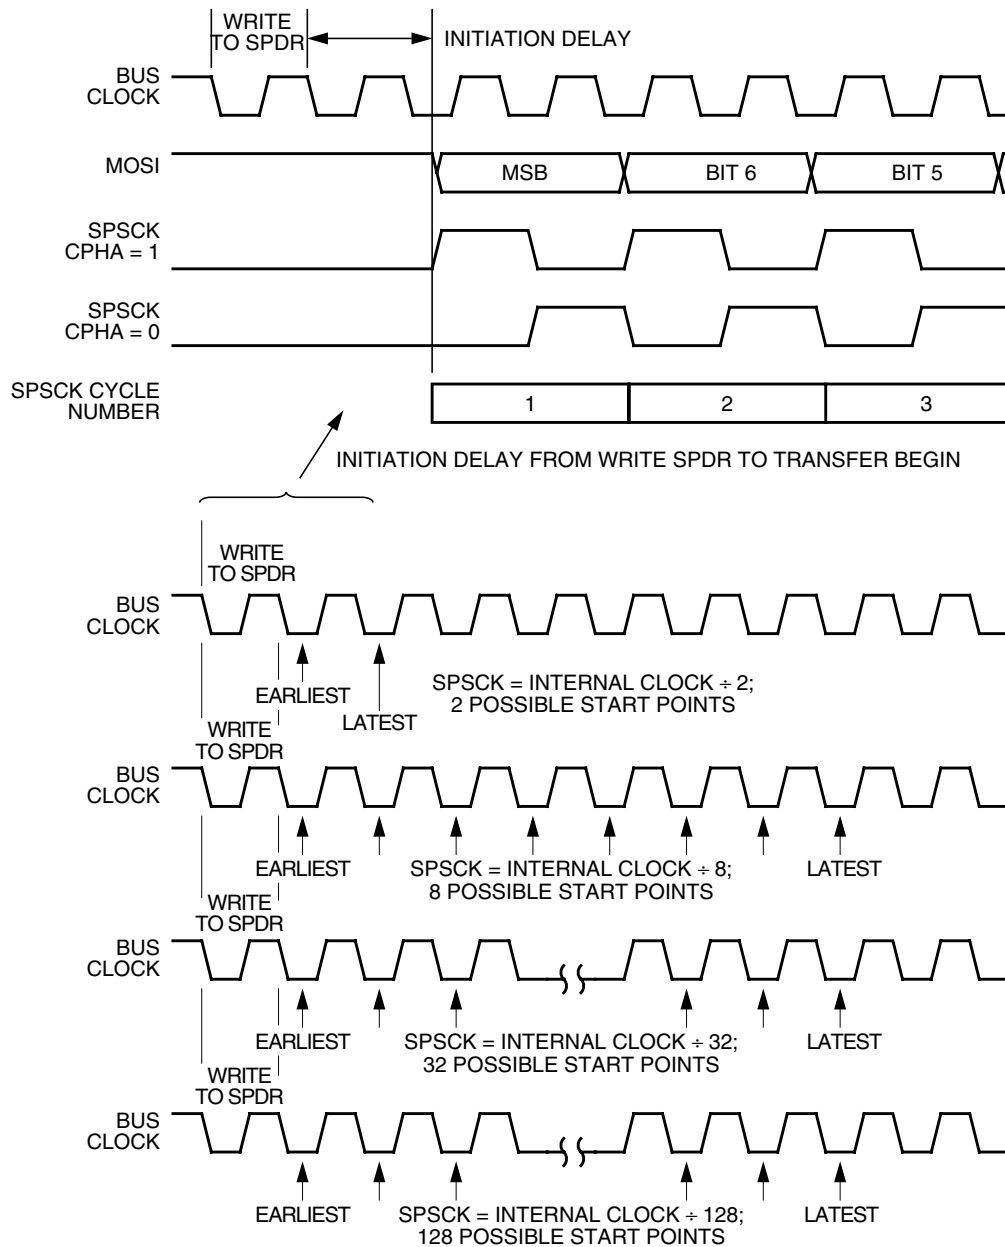 WRITE
TO SPDR
INITIATION DELAY
BUS
CLOCK
MOSI
MSB
BIT 6
BIT 5
SPSCK
CPHA = 1
SPSCK
CPHA = 0
SPSCK CYCLE
NUMBER
1
2
3
INITIATION DELAY FROM WRITE SPDR TO TRANSFER BEGIN
WRITE
TO SPDR
BUS
CLOCK
EARLIEST
LATEST
SPSCK = INTERNAL CLOCK ÷ 2;
2 POSSIBLE START POINTS
WRITE
TO SPDR
BUS
CLOCK
EARLIEST
SPSCK = INTERNAL CLOCK ÷ 8;
8 POSSIBLE START POINTS
LATEST
WRITE
TO SPDR
BUS
CLOCK
EARLIEST
SPSCK = INTERNAL CLOCK ÷ 32;
32 POSSIBLE START POINTS
LATEST
WRITE
TO SPDR
BUS
CLOCK
EARLIEST
SPSCK = INTERNAL CLOCK ÷ 128;
128 POSSIBLE START POINTS
LATEST